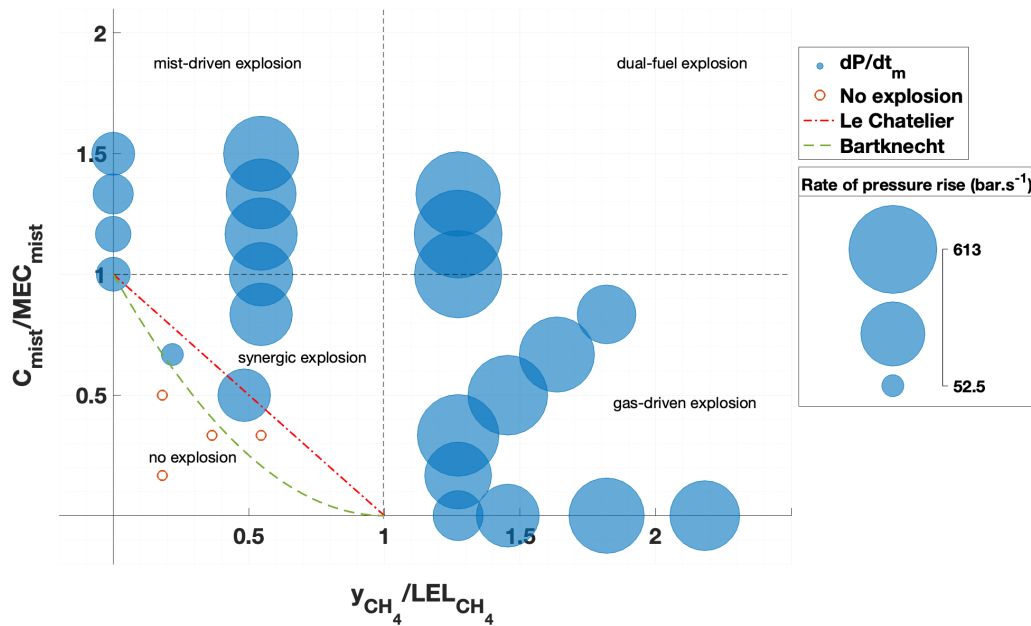 2
mist-driven explosion
dual-fuel explosion
1.5
1
synergic explosion
0.5
gas-driven explosion
no explosion
0.5
1
1.5
2
C_mist/MEC_mist
y_CH_4/LEL_CH_4
dP/dt_m
No explosion
Le Chatelier
Bartknecht
Rate of pressure rise (bar.s⁻¹)
613
52.5